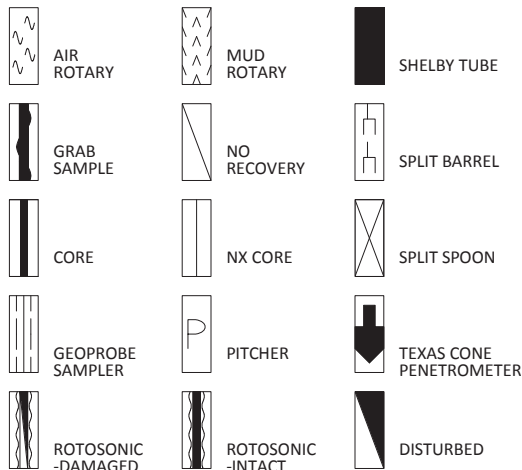 AIR
ROTARY
MUD
ROTARY
SHELBY TUBE
GRAB
SAMPLE
NO
RECOVERY
SPLIT BARREL
CORE
NX CORE
SPLIT SPOON
GEOPROBE
SAMPLER
P
PITCHER
TEXAS CONE
PENETROMETER
ROTOSONIC
-DAMAGED
ROTOSONIC
-INTACT
DISTURBED